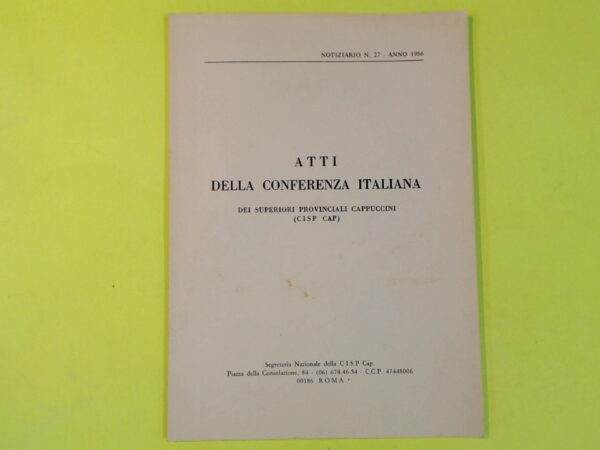 NOTIZIARIO N. 27 - ANNO 1986
ATTI
DELLA CONFERENZA ITALIANA
DEI SUPERIORI PROVINCIALI CAPPUCCINI
(CISP CAP)
Segreteria Nazionale della CISP Cap.
Piazza della Consolazione, 84 - (06) 678.46.54 - C.C.P. 47448006
00186 ROMA